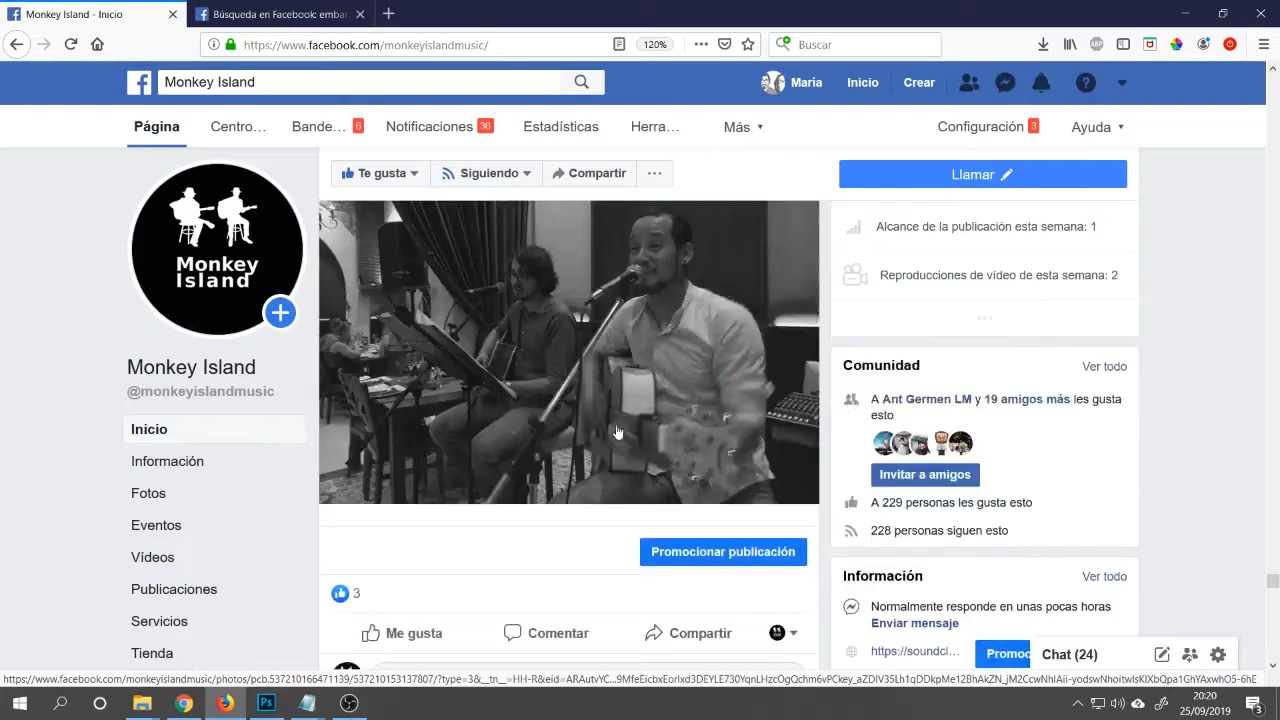 Monkey Island - Inicio
Búsqueda en Facebook: embar
https://www.facebook.com/monkeyislandmusic/
120%
Buscar
Monkey Island
Maria
Inicio
Crear
Página
Centro…
Bande… 6
Notificaciones 36
Estadísticas
Herra…
Más
Configuración 3
Ayuda
Te gusta
Siguiendo
Compartir
Llamar
Monkey
Island
Alcance de la publicación esta semana: 1
Reproducciones de vídeo de esta semana: 2
Monkey Island
@monkeyislandmusic
Inicio
Información
Fotos
Eventos
Vídeos
Publicaciones
Servicios
Tienda
Promocionar publicación
3
Me gusta
Comentar
Compartir
Comunidad
Ver todo
A Ant Germen LM y 19 amigos más les gusta
esto
Invitar a amigos
A 229 personas les gusta esto
228 personas siguen esto
Información
Ver todo
Normalmente responde en unas pocas horas
Enviar mensaje
https://soundcl…
Promoc
Chat (24)
20:20
25/09/2019
3